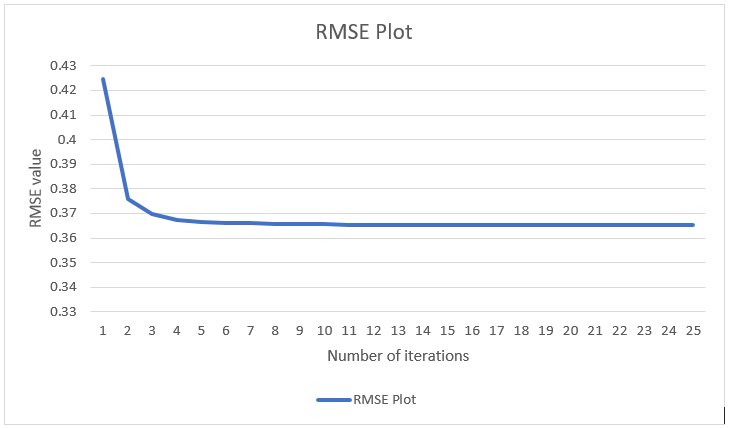 RMSE Plot
0.43
0.42
0.41
0.4
0.39
0.38
0.37
0.36
0.35
0.34
0.33
RMSE value
1 2 3 4 5 6 7 8 9 10 11 12 13 14 15 16 17 18 19 20 21 22 23 24 25
Number of iterations
RMSE Plot